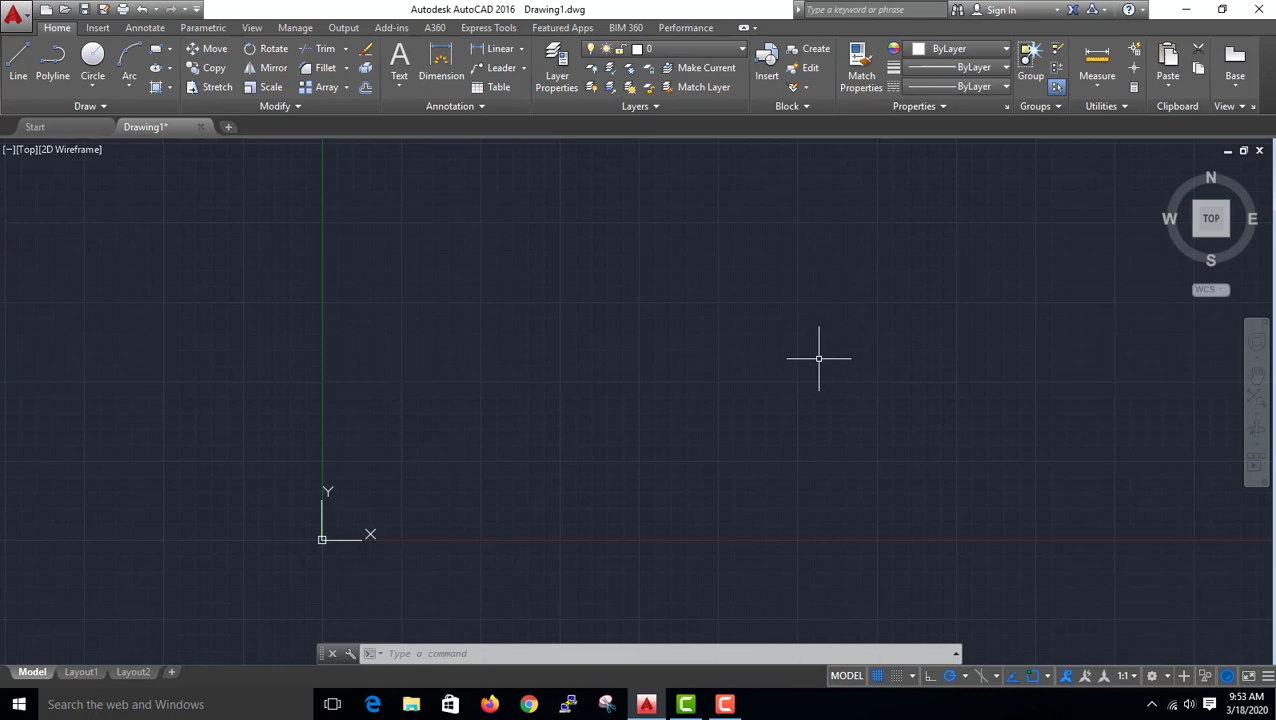 Autodesk AutoCAD 2016 Drawing1.dwg
Type a keyword or phrase
Sign In
Home Insert Annotate Parametric View Manage Output Add-ins A360 Express Tools Featured Apps BIM 360 Performance
Line Polyline Circle Arc
Move Rotate Trim
Copy Mirror Fillet
Stretch Scale Array
Text Dimension
Linear
Leader
Table
Layer Properties
0
Make Current
Match Layer
Insert
Create
Edit
Match Properties
ByLayer
ByLayer
ByLayer
Group
Measure
Paste
Base
Draw Modify Annotation Layers Block Properties Groups Utilities Clipboard View
Start Drawing1*
[−][Top][2D Wireframe]
N
W TOP E
S
WCS
Y
X
Type a command
Model Layout1 Layout2
MODEL
1:1
Search the web and Windows
9:53 AM
3/18/2020